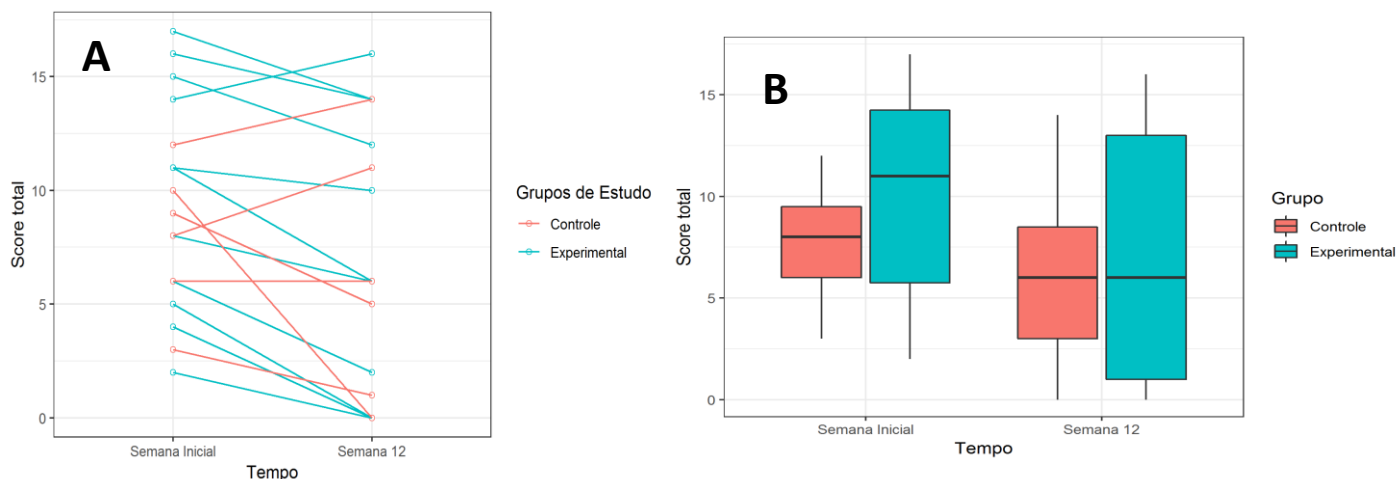 A
15
10
5
0
Score total
Semana Inicial
Semana 12
Tempo
Grupos de Estudo
Controle
Experimental
B
15
10
5
0
Score total
Semana Inicial
Semana 12
Tempo
Grupo
Controle
Experimental